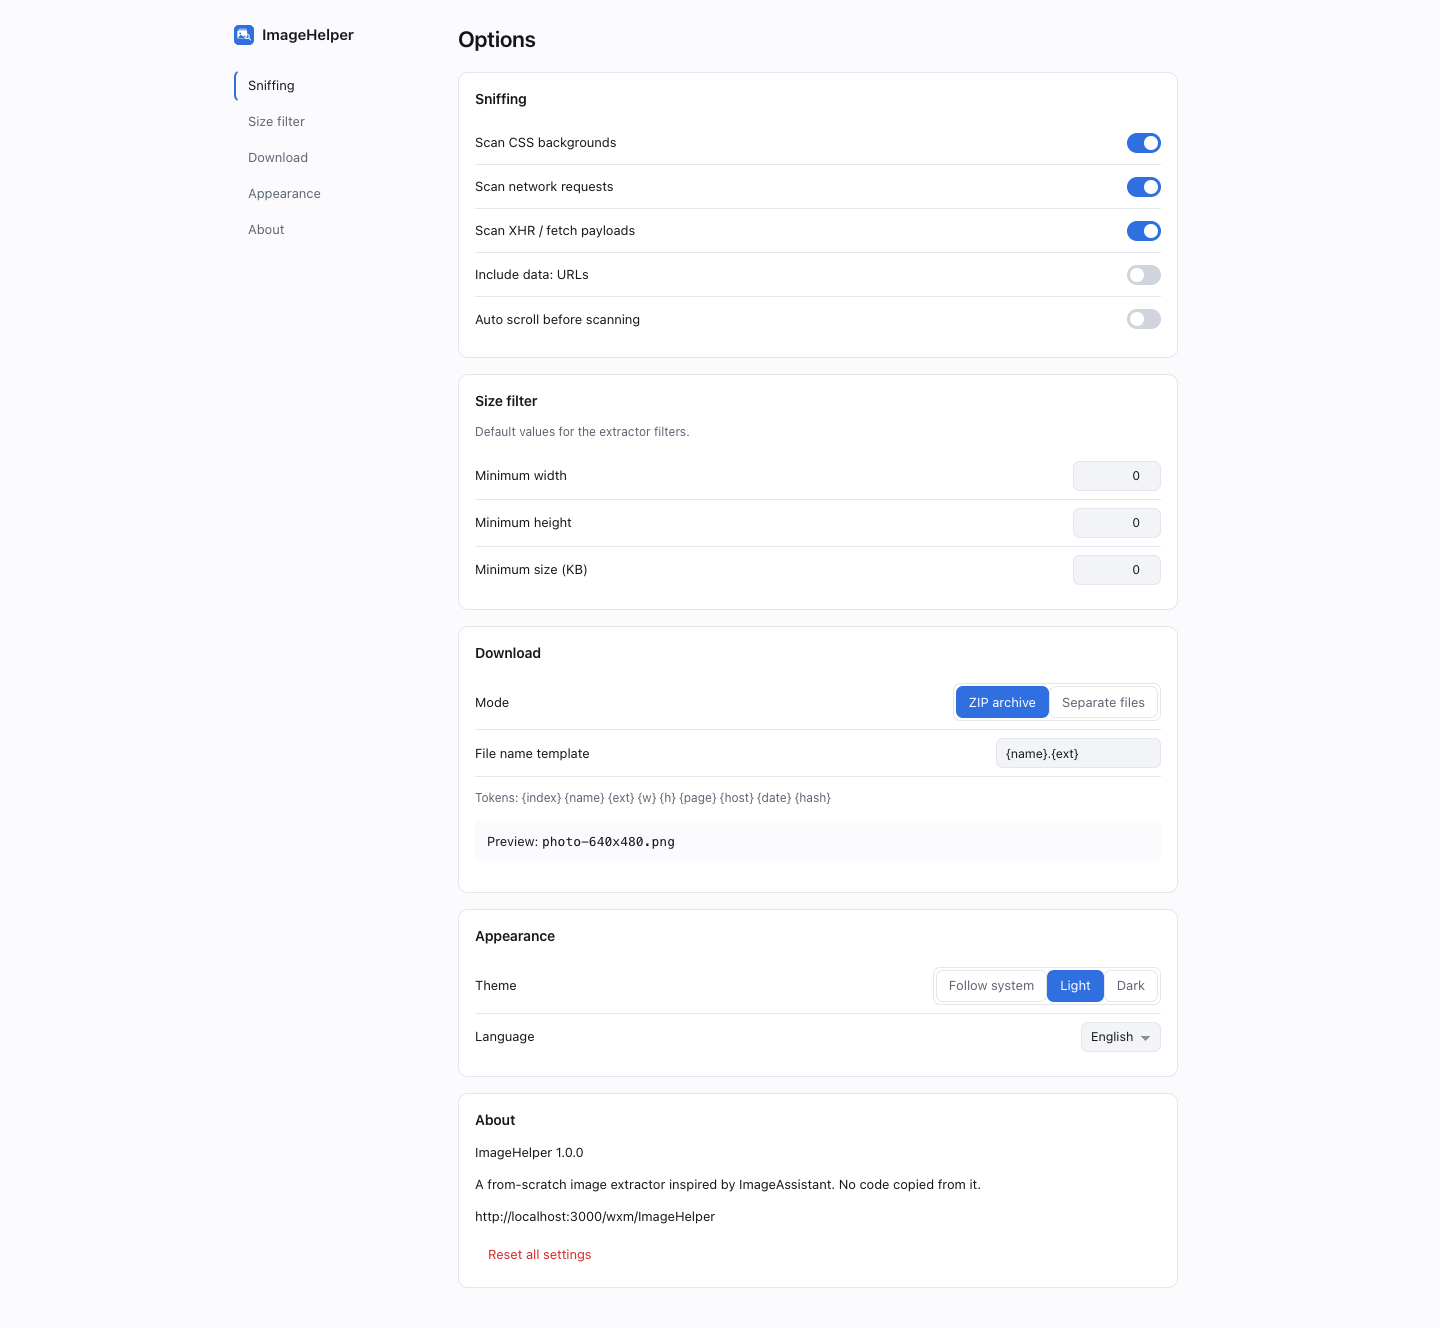 ImageHelper
Sniffing
Size filter
Download
Appearance
About
Options
Sniffing
Scan CSS backgrounds
Scan network requests
Scan XHR / fetch payloads
Include data: URLs
Auto scroll before scanning
Size filter
Default values for the extractor filters.
Minimum width 0
Minimum height 0
Minimum size (KB) 0
Download
Mode ZIP archive Separate files
File name template {name}.{ext}
Tokens: {index} {name} {ext} {w} {h} {page} {host} {date} {hash}
Preview: photo-640x480.png
Appearance
Theme Follow system Light Dark
Language English
About
ImageHelper 1.0.0
A from-scratch image extractor inspired by ImageAssistant. No code copied from it.
http://localhost:3000/wxm/ImageHelper
Reset all settings